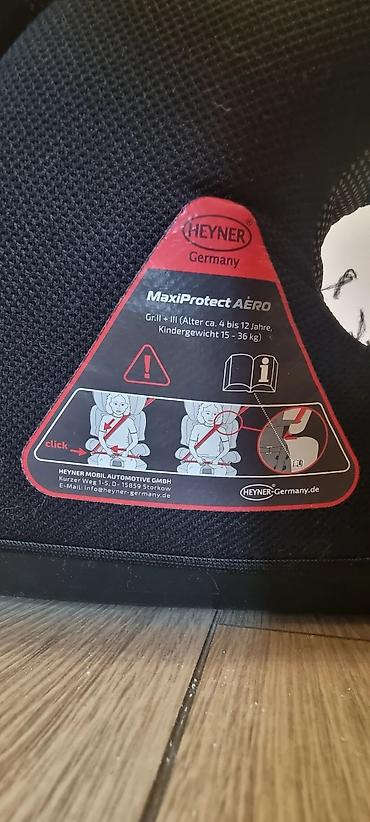 HEYNER®
Germany
MaxiProtect AERO
Gr.II + III (Alter ca. 4 bis 12 Jahre,
Kindergewicht 15 - 36 kg)
click
HEYNER MOBIL AUTOMOTIVE GMBH
Kurzer Weg 1-5, D- 15859 Storkow
E-Mail: info@heyner-germany.de
HEYNER®-Germany.de